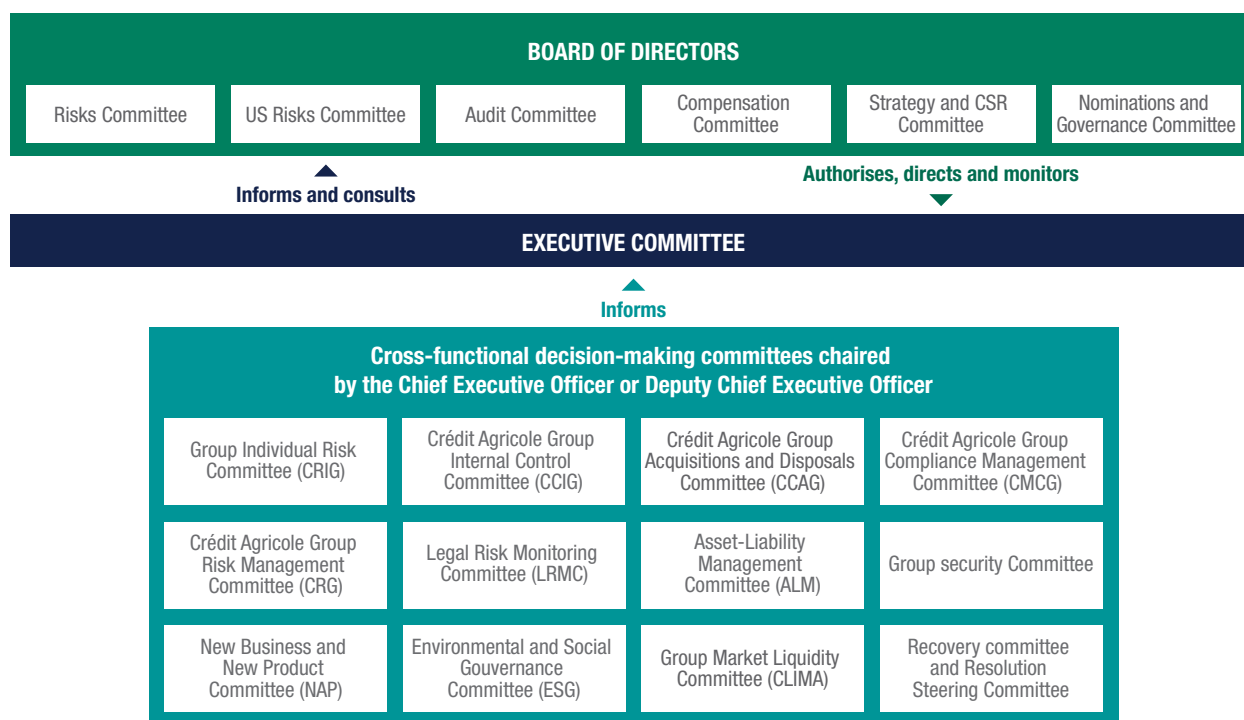 BOARD OF DIRECTORS
Risks Committee
US Risks Committee
Audit Committee
Compensation
Committee
Strategy and CSR
Committee
Nominations and
Governance Committee
Informs and consults
Authorises, directs and monitors
EXECUTIVE COMMITTEE
Informs
Cross-functional decision-making committees chaired
by the Chief Executive Officer or Deputy Chief Executive Officer
Group Individual Risk
Committee (CRIG)
Crédit Agricole Group
Internal Control
Committee (CCIG)
Crédit Agricole Group
Acquisitions and Disposals
Committee (CCAG)
Crédit Agricole Group
Compliance Management
Committee (CMCG)
Crédit Agricole Group
Risk Management
Committee (CRG)
Legal Risk Monitoring
Committee (LRMC)
Asset-Liability
Management
Committee (ALM)
Group security Committee
New Business and
New Product
Committee (NAP)
Environmental and Social
Gouvernance
Committee (ESG)
Group Market Liquidity
Committee (CLIMA)
Recovery committee
and Resolution
Steering Committee